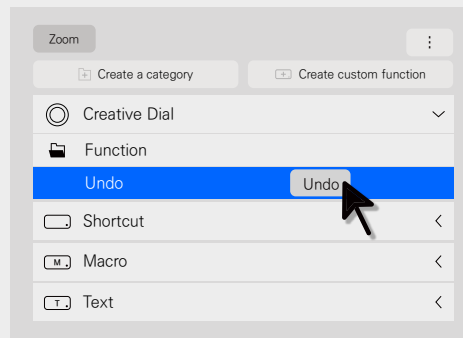 Zoom
Create a category
Create custom function
Creative Dial
Function
Undo Undo
Shortcut
M Macro
T Text